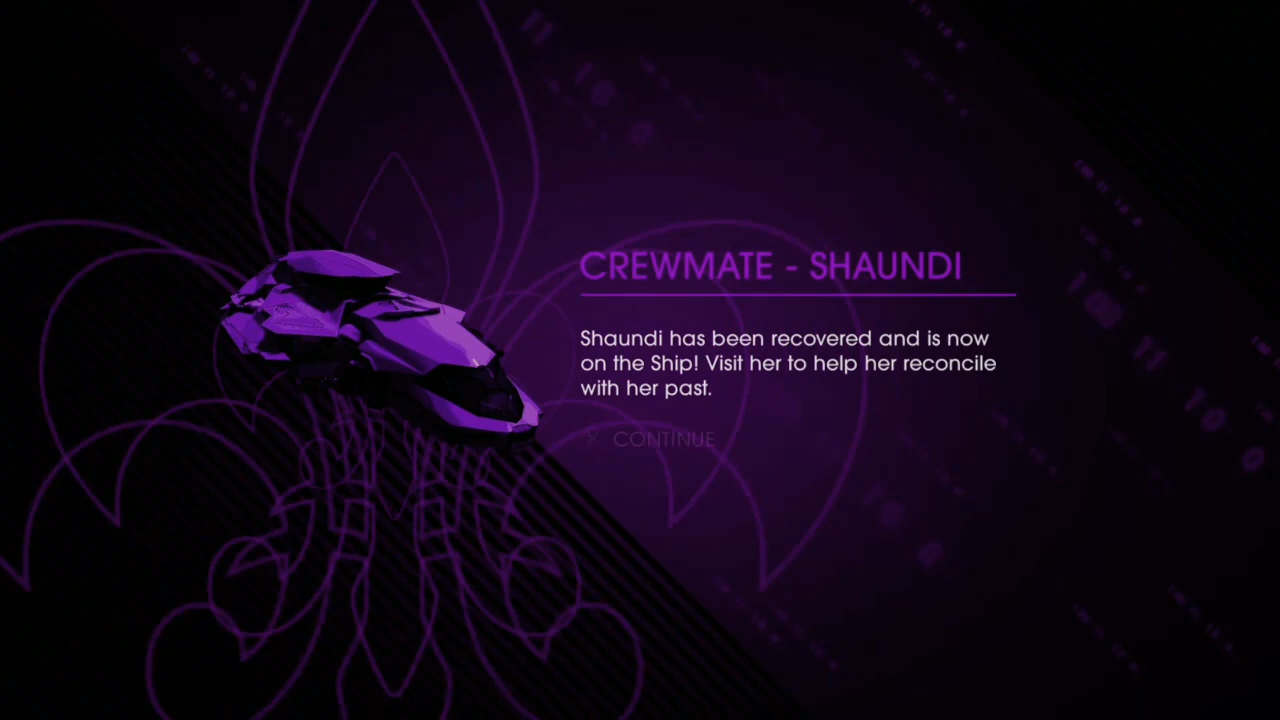 CREWMATE - SHAUNDI
Shaundi has been recovered and is now
on the Ship! Visit her to help her reconcile
with her past.
CONTINUE